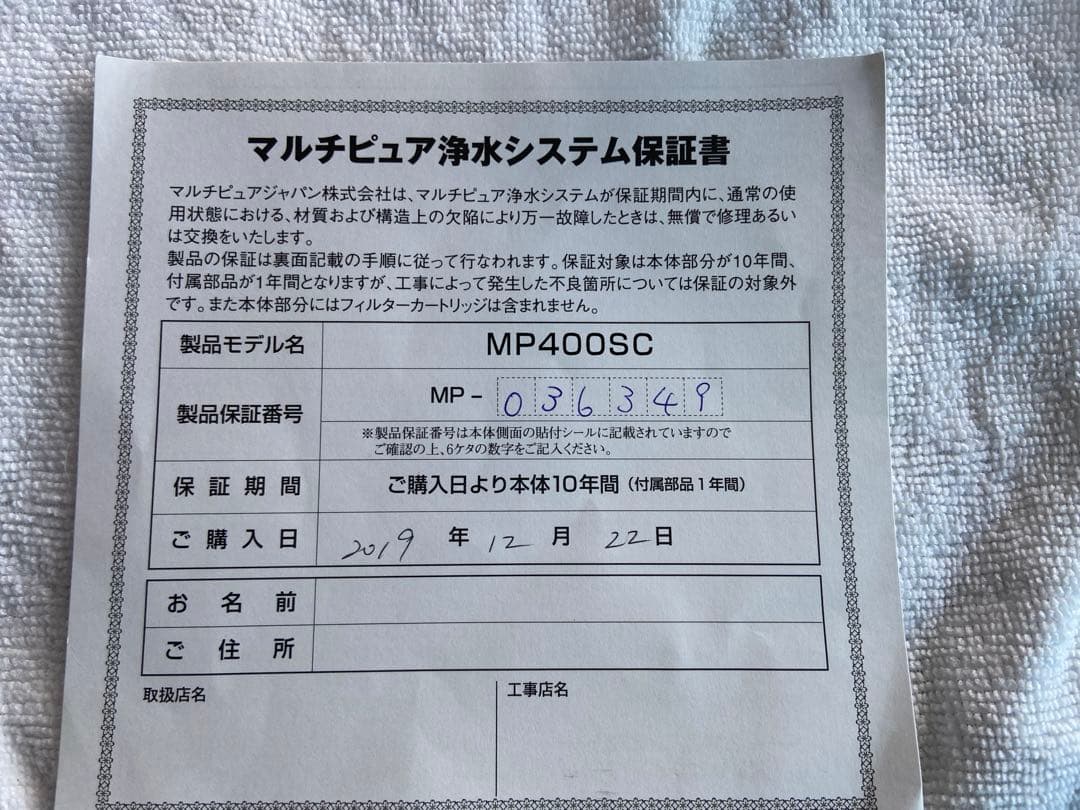 マルチピュア浄水システム保証書
マルチピュアジャパン株式会社は、マルチピュア浄水システムが保証期間内に、通常の使
用状態における、材質および構造上の欠陥により万一故障したときは、無償で修理あるい
は交換をいたします。
製品の保証は裏面記載の手順に従って行なわれます。保証対象は本体部分が10年間、
付属部品が1年間となりますが、工事によって発生した不良箇所については保証の対象外
です。また本体部分にはフィルターカートリッジは含まれません。
製品モデル名 MP400SC
製品保証番号 MP- 036349
※製品保証番号は本体側面の貼付シールに記載されていますので
ご確認の上、6ケタの数字をご記入ください。
保証期間 ご購入日より本体10年間(付属部品1年間)
ご購入日 2019 年 12 月 22 日
お名前
ご住所
取扱店名 工事店名